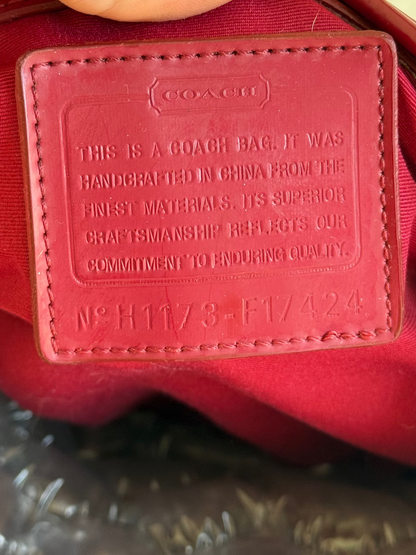 COACH
THIS IS A COACH BAG. IT WAS
HANDCRAFTED IN CHINA FROM THE
FINEST MATERIALS. ITS SUPERIOR
CRAFTSMANSHIP REFLECTS OUR
COMMITMENT TO ENDURING QUALITY.
Nº H1173-F17424